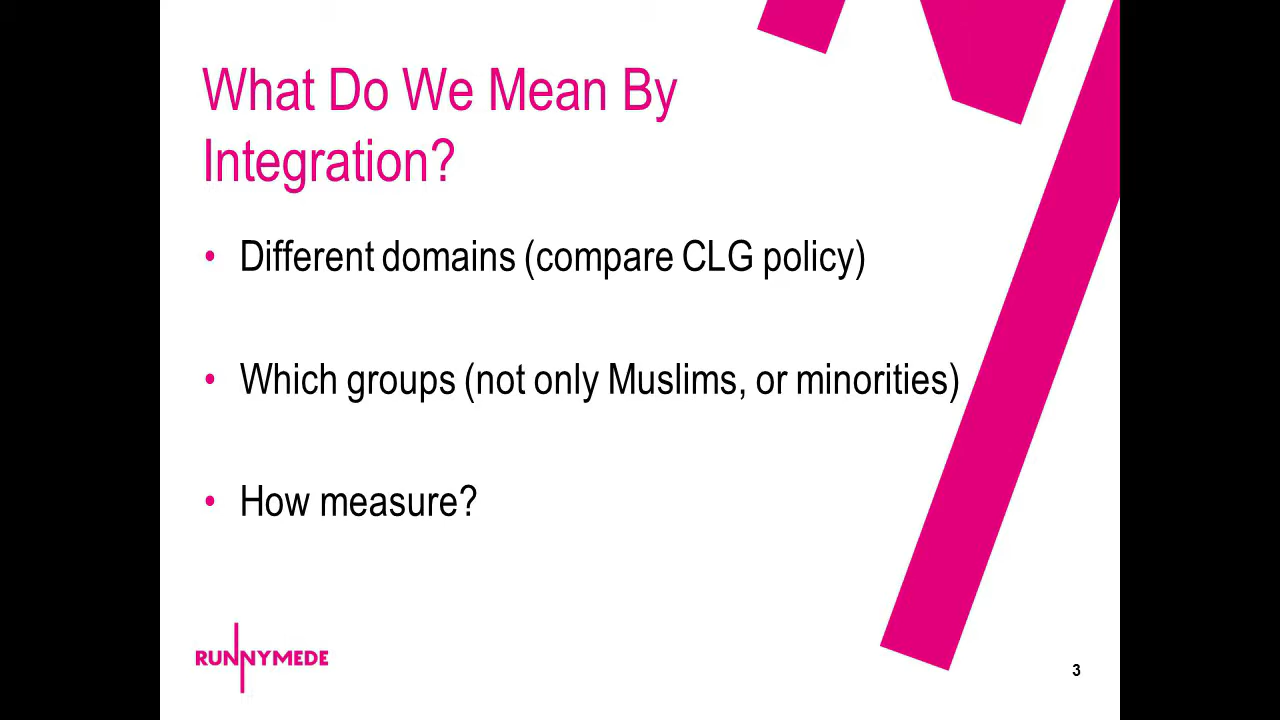 What Do We Mean By
Integration?
• Different domains (compare CLG policy)
• Which groups (not only Muslims, or minorities)
• How measure?
RUNNYMEDE
3